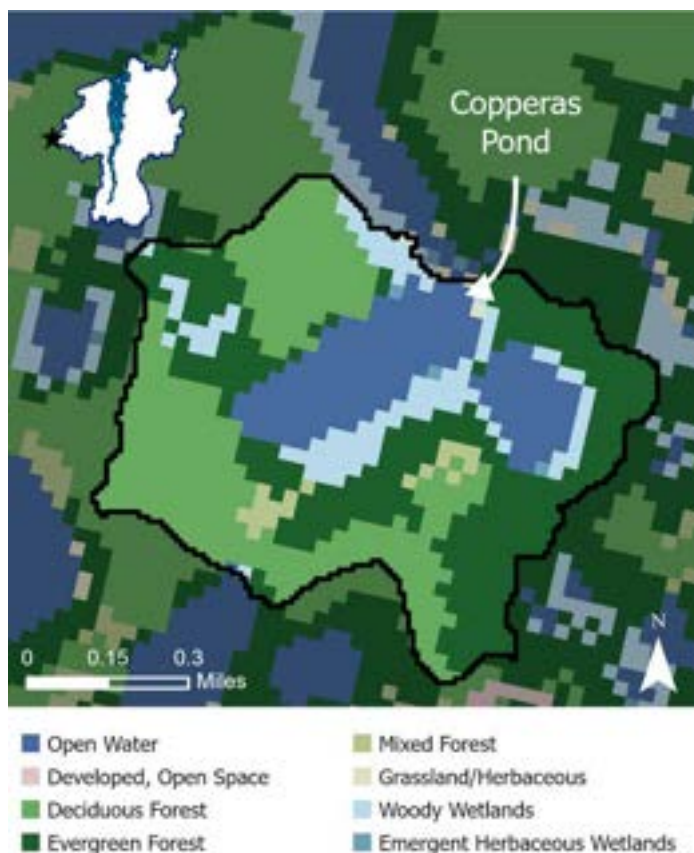 Copperas
Pond
N
0 0.15 0.3
Miles
Open Water
Developed, Open Space
Deciduous Forest
Evergreen Forest
Mixed Forest
Grassland/Herbaceous
Woody Wetlands
Emergent Herbaceous Wetlands